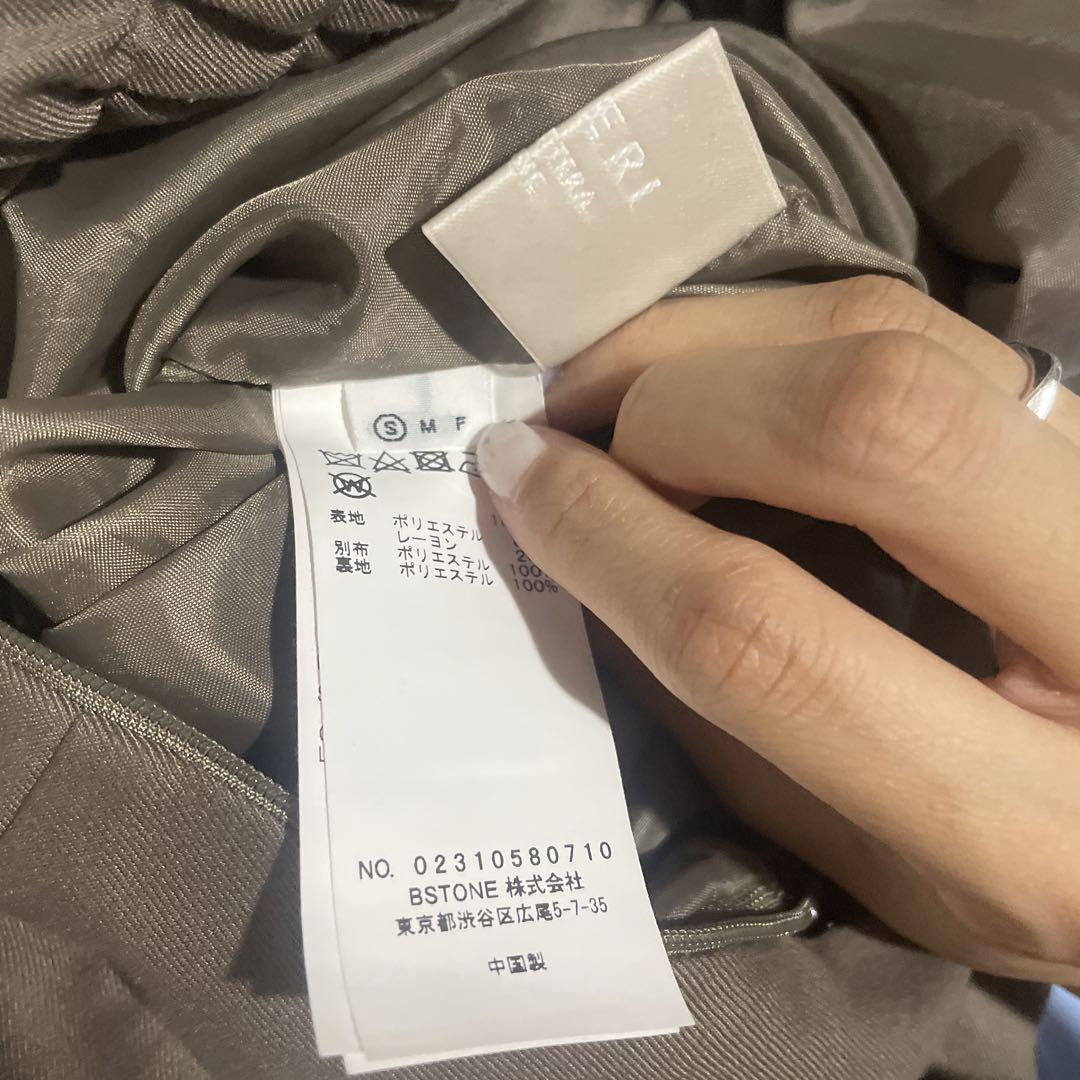 ERI
S M F
表地 ポリエステル
レーヨン
別布 ポリエステル 100%
裏地 ポリエステル 100%
NO. 02310580710
BSTONE 株式会社
東京都渋谷区広尾5-7-35
中国製